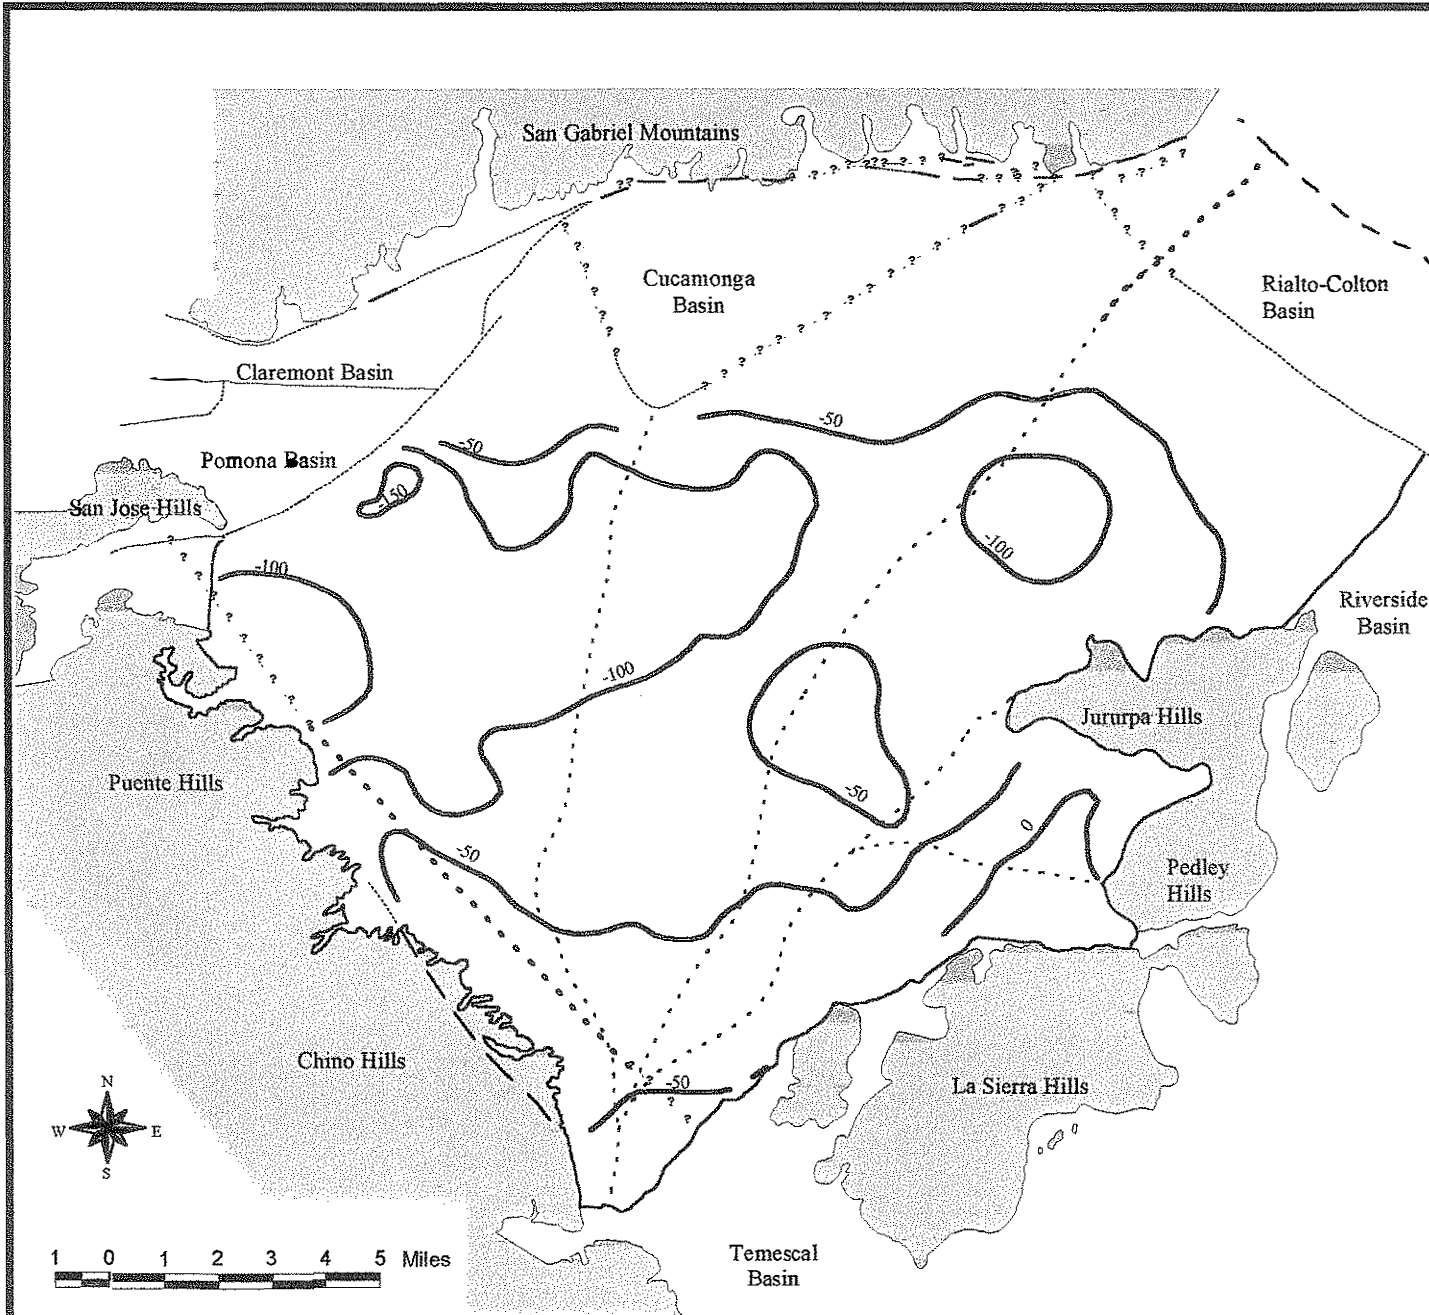 San Gabriel Mountains
Cucamonga
Basin
Rialto-Colton
Basin
Claremont Basin
-50
-50
Pomona Basin
-150
San Jose Hills
-100
-100
Riverside
Basin
-100
Jururpa Hills
Puente Hills
-50
0
-50
Pedley
Hills
Chino Hills
-50
La Sierra Hills
N
W E
S
1 0 1 2 3 4 5 Miles
Temescal
Basin